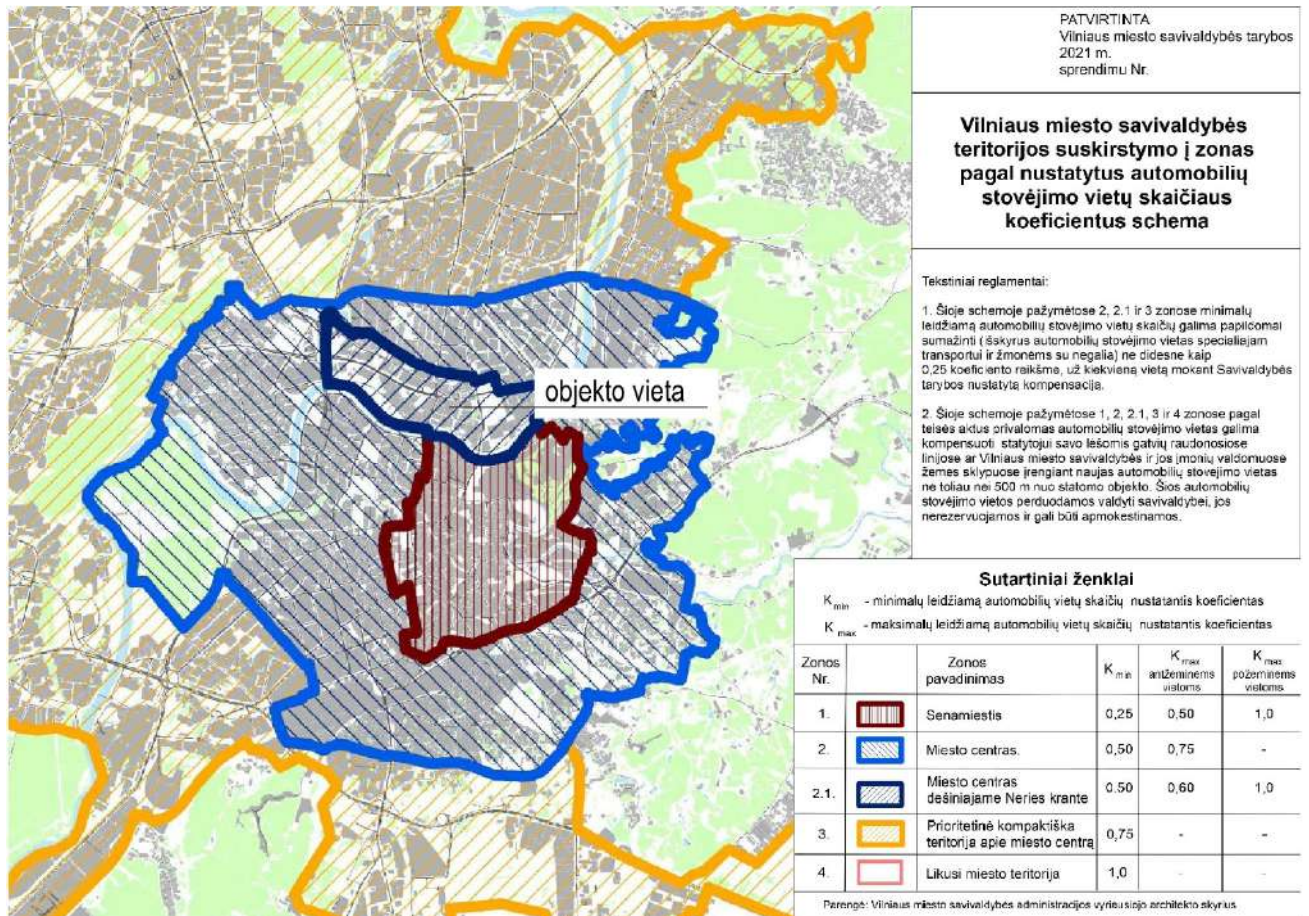 PATVIRTINTA
Vilniaus miesto savivaldybės tarybos
2021 m.
sprendimu Nr.
Vilniaus miesto savivaldybės
teritorijos suskirstymo į zonas
pagal nustatytus automobilių
stovėjimo vietų skaičiaus
koeficientus schema
Tekstiniai reglamentai:
1. Šioje schemoje pažymėtose 2, 2.1 ir 3 zonose minimalų
leidžiamą automobilių stovėjimo vietų skaičių galima papildomai
sumažinti (išskyrus automobilių stovėjimo vietas specialiajam
transportui ir žmonėms su negalia) ne didesne kaip
0,25 koeficiento reikšme, už kiekvieną vietą mokant Savivaldybės
tarybos nustatytą kompensaciją.
2. Šioje schemoje pažymėtose 1, 2, 2.1, 3 ir 4 zonose pagal
teisės aktus privalomas automobilių stovėjimo vietas galima
kompensuoti statytojui savo lėšomis gatvių raudonosiose
linijose ar Vilniaus miesto savivaldybės ir jos įmonių valdomuose
žemės sklypuose įrengiant naujas automobilių stovėjimo vietas
ne toliau nei 500 m nuo statomo objekto. Šios automobilių
stovėjimo vietos perduodamos valdyti savivaldybei, jos
nerezervuojamos ir gali būti apmokestinamos.
objekto vieta
Sutartiniai ženklai
K min - minimalų leidžiamą automobilių vietų skaičių nustatantis koeficientas
K max - maksimalų leidžiamą automobilių vietų skaičių nustatantis koeficientas
Zonos Nr. Zonos pavadinimas K min K max antžeminėms vietoms K max požeminėms vietoms
1. Senamiestis 0,25 0,50 1,0
2. Miesto centras. 0,50 0,75 -
2.1. Miesto centras dešiniajame Neries krante 0.50 0,60 1,0
3. Prioritetinė kompaktiška teritorija apie miesto centrą 0,75 - -
4. Likusi miesto teritorija 1,0 - -
Parengė: Vilniaus miesto savivaldybės administracijos vyriausiojo architekto skyrius